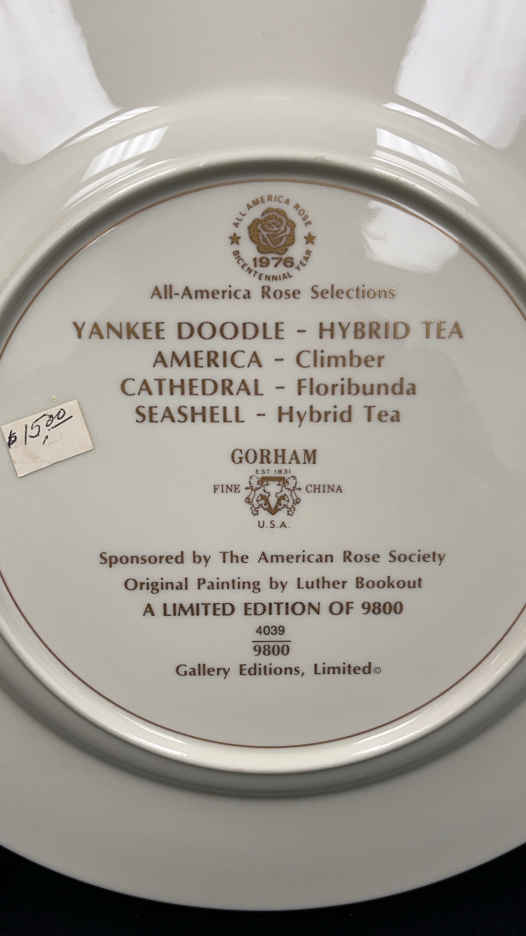 ALL AMERICA ROSE
1976
BICENTENNIAL YEAR
All-America Rose Selections
YANKEE DOODLE - HYBRID TEA
AMERICA - Climber
CATHEDRAL - Floribunda
SEASHELL - Hybrid Tea
$15.00
GORHAM
EST 1831
FINE CHINA
U.S.A.
Sponsored by The American Rose Society
Original Painting by Luther Bookout
A LIMITED EDITION OF 9800
4039
9800
Gallery Editions, Limited©